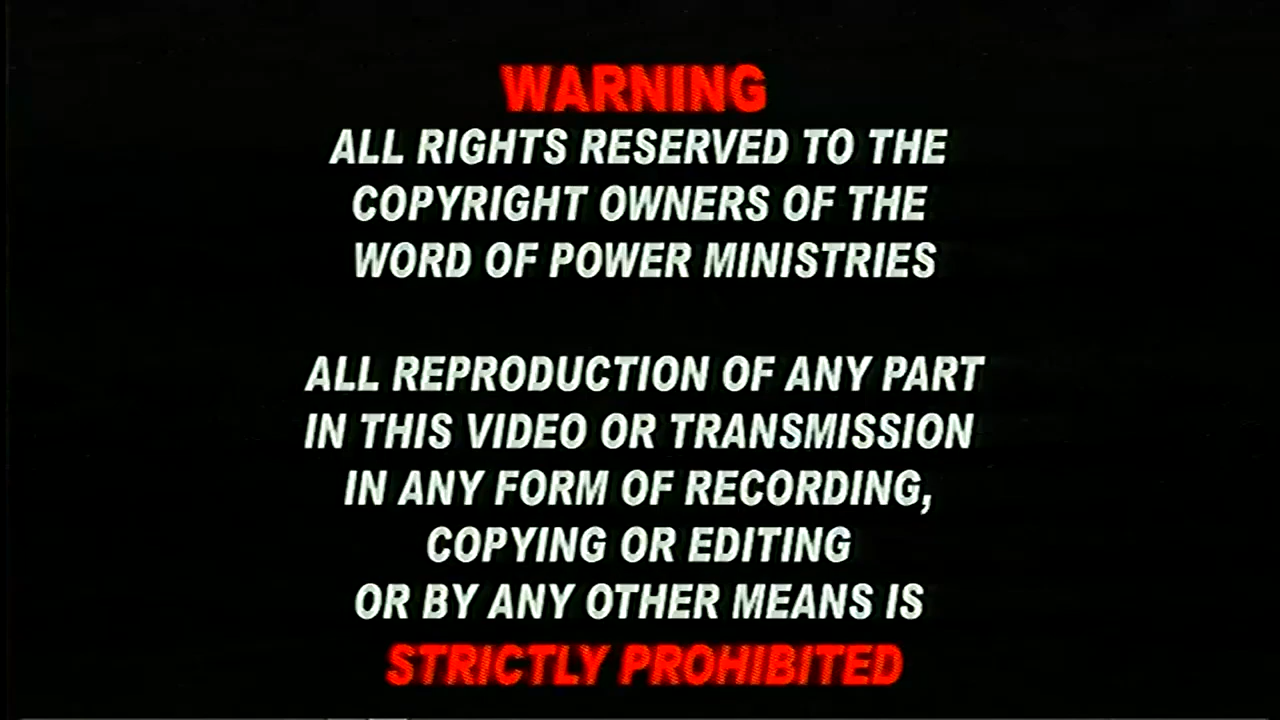 WARNING
ALL RIGHTS RESERVED TO THE
COPYRIGHT OWNERS OF THE
WORD OF POWER MINISTRIES
ALL REPRODUCTION OF ANY PART
IN THIS VIDEO OR TRANSMISSION
IN ANY FORM OF RECORDING,
COPYING OR EDITING
OR BY ANY OTHER MEANS IS
STRICTLY PROHIBITED